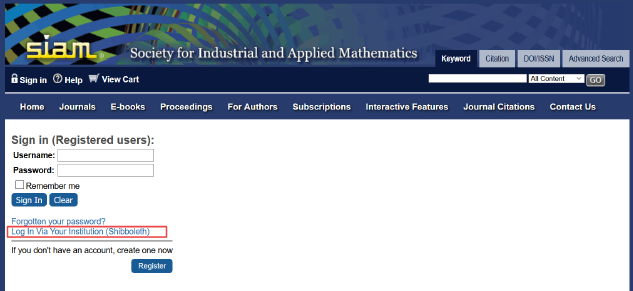 siam
Society for Industrial and Applied Mathematics
Keyword Citation DOI/ISSN Advanced Search
Sign in Help View Cart
All Content GO
Home Journals E-books Proceedings For Authors Subscriptions Interactive Features Journal Citations Contact Us
Sign in (Registered users):
Username:
Password:
Remember me
Sign In Clear
Forgotten your password?
Log In Via Your Institution (Shibboleth)
If you don't have an account, create one now
Register